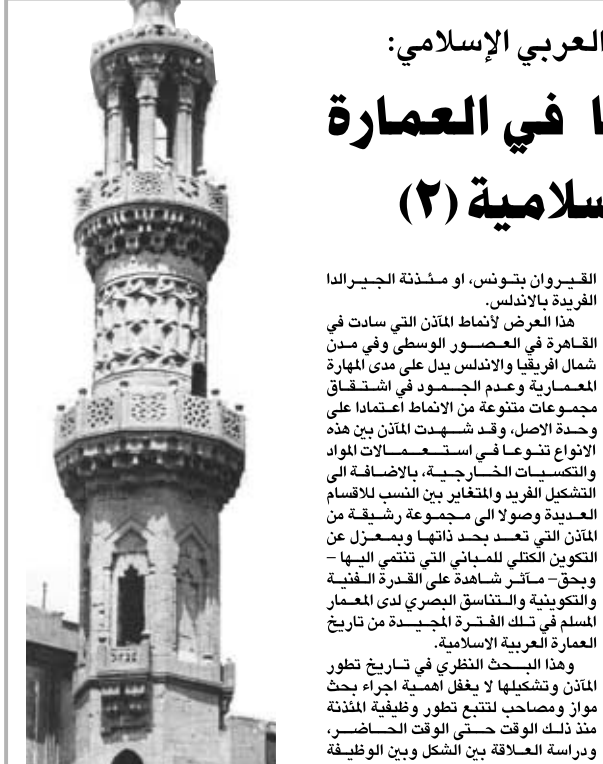 العربي الإسلامي:
في العمارة
سلامية (٢)
القيروان بتونس، او مئذنة الجيرالدا
الفريدة بالاندلس.
هذا العرض لأنماط المآذن التي سادت في
القاهرة في العصور الوسطى وفي مدن
شمال افريقيا والاندلس يدل على مدى المهارة
المعمارية وعدم الجمود في اشتقاق
مجموعات متنوعة من الانماط اعتمادا على
وحدة الاصل، وقد شهدت المآذن بين هذه
الانواع تنوعا في استعمالات المواد
والتكسيات الخارجية، بالاضافة الى
التشكيل الفريد والمتغاير بين النسب للاقسام
العديدة وصولا الى مجموعة رشيقة من
المآذن التي تعد بحد ذاتها وبمعزل عن
التكوين الكتلي للمباني التي تنتمي اليها –
وبحق– مآثر شاهدة على القدرة الفنية
والتكوينية والتناسق البصري لدى المعمار
المسلم في تلك الفترة المجيدة من تاريخ
العمارة العربية الاسلامية.
وهذا البحث النظري في تاريخ تطور
المآذن وتشكيلها لا يغفل اهمية اجراء بحث
مواز ومصاحب لتتبع تطور وظيفية المئذنة
منذ ذلك الوقت حتى الوقت الحاضر،
ودراسة العلاقة بين الشكل وبين الوظيفة